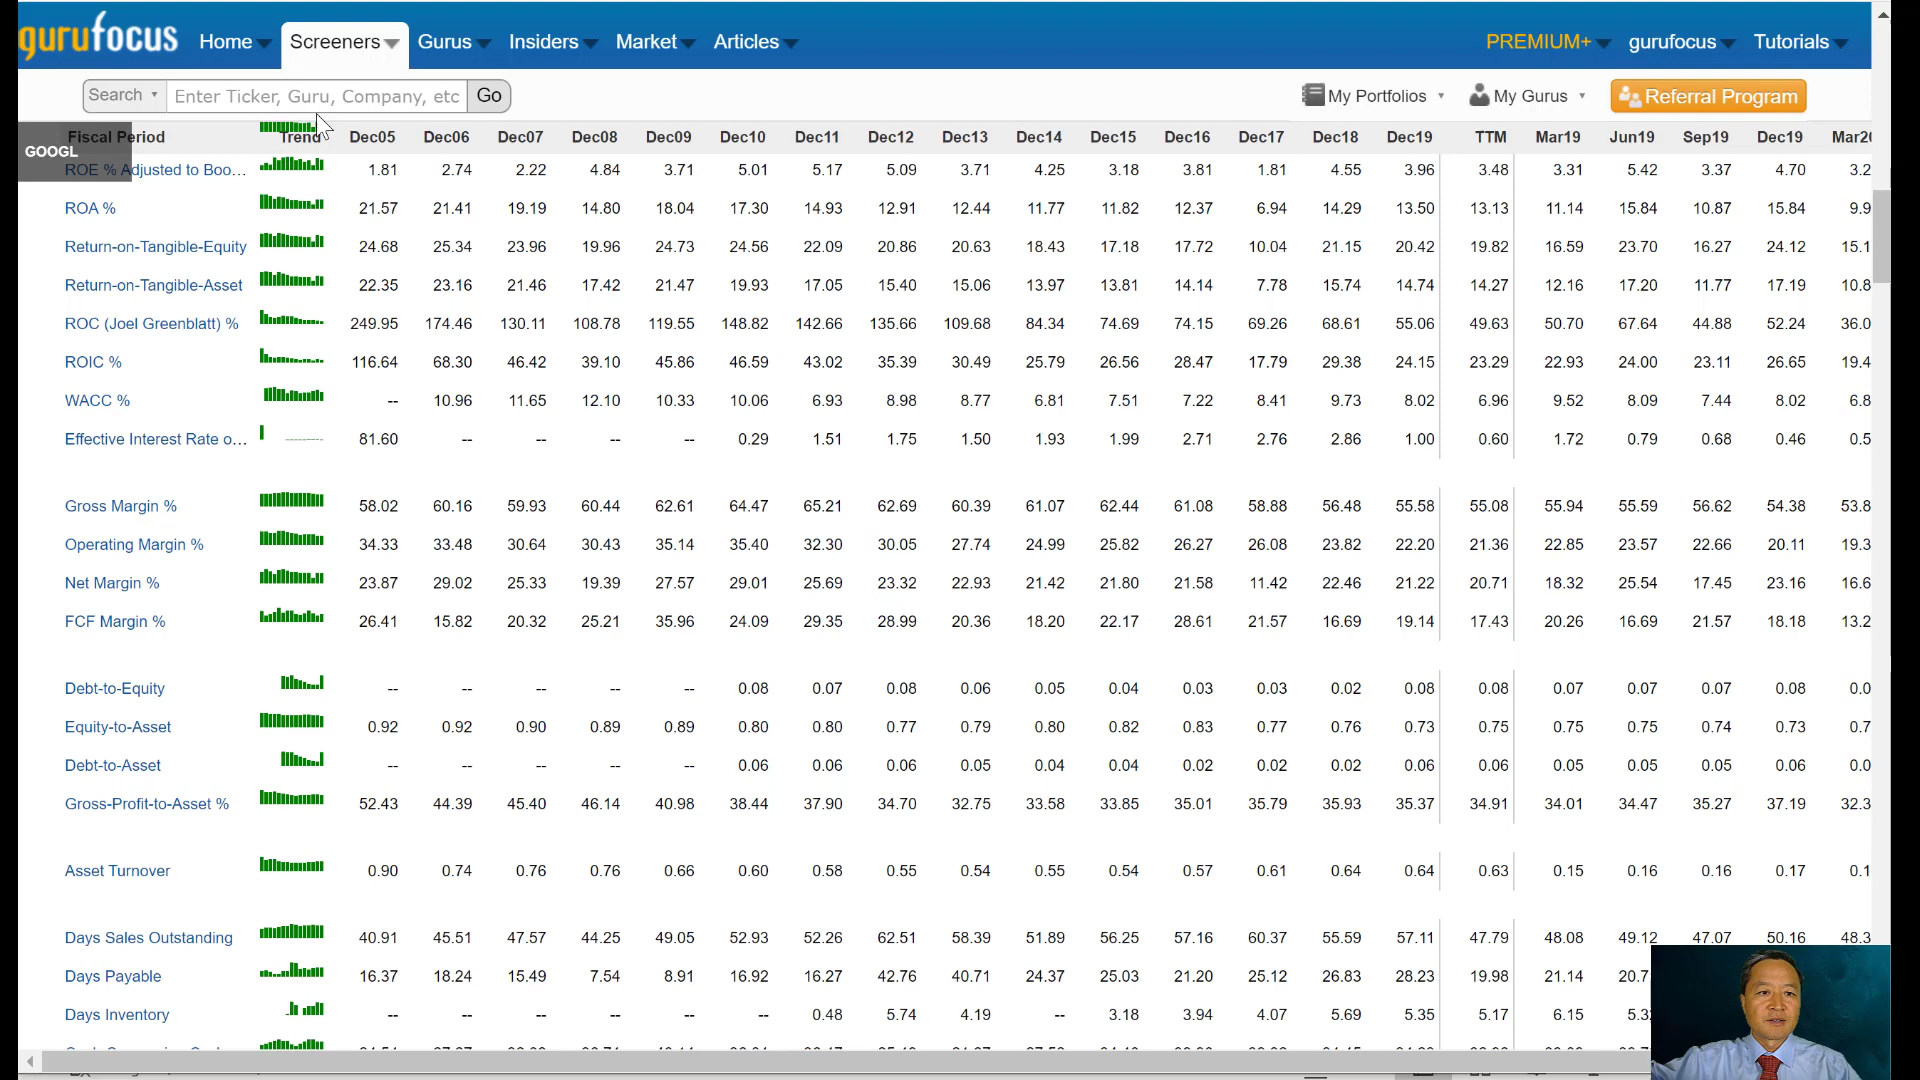 gurufocus Home Screeners Gurus Insiders Market Articles PREMIUM+ gurufocus Tutorials
Search Enter Ticker, Guru, Company, etc Go My Portfolios My Gurus Referral Program
Fiscal Period Trend Dec05 Dec06 Dec07 Dec08 Dec09 Dec10 Dec11 Dec12 Dec13 Dec14 Dec15 Dec16 Dec17 Dec18 Dec19 TTM Mar19 Jun19 Sep19 Dec19 Mar20
GOOGL
ROE % Adjusted to Boo... 1.81 2.74 2.22 4.84 3.71 5.01 5.17 5.09 3.71 4.25 3.18 3.81 1.81 4.55 3.96 3.48 3.31 5.42 3.37 4.70 3.2
ROA % 21.57 21.41 19.19 14.80 18.04 17.30 14.93 12.91 12.44 11.77 11.82 12.37 6.94 14.29 13.50 13.13 11.14 15.84 10.87 15.84 9.9
Return-on-Tangible-Equity 24.68 25.34 23.96 19.96 24.73 24.56 22.09 20.86 20.63 18.43 17.18 17.72 10.04 21.15 20.42 19.82 16.59 23.70 16.27 24.12 15.1
Return-on-Tangible-Asset 22.35 23.16 21.46 17.42 21.47 19.93 17.05 15.40 15.06 13.97 13.81 14.14 7.78 15.74 14.74 14.27 12.16 17.20 11.77 17.19 10.8
ROC (Joel Greenblatt) % 249.95 174.46 130.11 108.78 119.55 148.82 142.66 135.66 109.68 84.34 74.69 74.15 69.26 68.61 55.06 49.63 50.70 67.64 44.88 52.24 36.0
ROIC % 116.64 68.30 46.42 39.10 45.86 46.59 43.02 35.39 30.49 25.79 26.56 28.47 17.79 29.38 24.15 23.29 22.93 24.00 23.11 26.65 19.4
WACC % -- 10.96 11.65 12.10 10.33 10.06 6.93 8.98 8.77 6.81 7.51 7.22 8.41 9.73 8.02 6.96 9.52 8.09 7.44 8.02 6.8
Effective Interest Rate o... 81.60 -- -- -- -- 0.29 1.51 1.75 1.50 1.93 1.99 2.71 2.76 2.86 1.00 0.60 1.72 0.79 0.68 0.46 0.5
Gross Margin % 58.02 60.16 59.93 60.44 62.61 64.47 65.21 62.69 60.39 61.07 62.44 61.08 58.88 56.48 55.58 55.08 55.94 55.59 56.62 54.38 53.8
Operating Margin % 34.33 33.48 30.64 30.43 35.14 35.40 32.30 30.05 27.74 24.99 25.82 26.27 26.08 23.82 22.20 21.36 22.85 23.57 22.66 20.11 19.3
Net Margin % 23.87 29.02 25.33 19.39 27.57 29.01 25.69 23.32 22.93 21.42 21.80 21.58 11.42 22.46 21.22 20.71 18.32 25.54 17.45 23.16 16.6
FCF Margin % 26.41 15.82 20.32 25.21 35.96 24.09 29.35 28.99 20.36 18.20 22.17 28.61 21.57 16.69 19.14 17.43 20.26 16.69 21.57 18.18 13.2
Debt-to-Equity -- -- -- -- -- 0.08 0.07 0.08 0.06 0.05 0.04 0.03 0.03 0.02 0.08 0.08 0.07 0.07 0.07 0.08 0.0
Equity-to-Asset 0.92 0.92 0.90 0.89 0.89 0.80 0.80 0.77 0.79 0.80 0.82 0.83 0.77 0.76 0.73 0.75 0.75 0.75 0.74 0.73 0.7
Debt-to-Asset -- -- -- -- -- 0.06 0.06 0.06 0.05 0.04 0.04 0.02 0.02 0.02 0.06 0.06 0.05 0.05 0.05 0.06 0.0
Gross-Profit-to-Asset % 52.43 44.39 45.40 46.14 40.98 38.44 37.90 34.70 32.75 33.58 33.85 35.01 35.79 35.93 35.37 34.91 34.01 34.47 35.27 37.19 32.3
Asset Turnover 0.90 0.74 0.76 0.76 0.66 0.60 0.58 0.55 0.54 0.55 0.54 0.57 0.61 0.64 0.64 0.63 0.15 0.16 0.16 0.17 0.1
Days Sales Outstanding 40.91 45.51 47.57 44.25 49.05 52.93 52.26 62.51 58.39 51.89 56.25 57.16 60.37 55.59 57.11 47.79 48.08 49.12 47.07 50.16 48.3
Days Payable 16.37 18.24 15.49 7.54 8.91 16.92 16.27 42.76 40.71 24.37 25.03 21.20 25.12 26.83 28.23 19.98 21.14 20.7
Days Inventory -- -- -- -- -- -- 0.48 5.74 4.19 -- 3.18 3.94 4.07 5.69 5.35 5.17 6.15 5.3